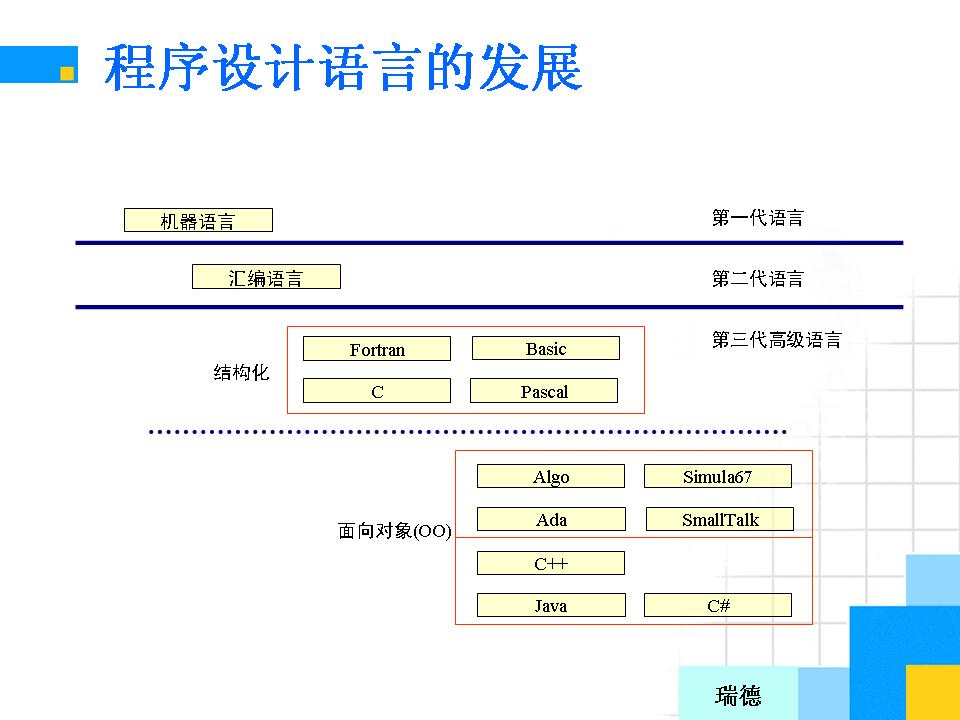 程序设计语言的发展
机器语言 第一代语言
汇编语言 第二代语言
第三代高级语言
Fortran Basic
结构化
C Pascal
Algo Simula67
Ada SmallTalk
面向对象(OO)
C++
Java C#
瑞德